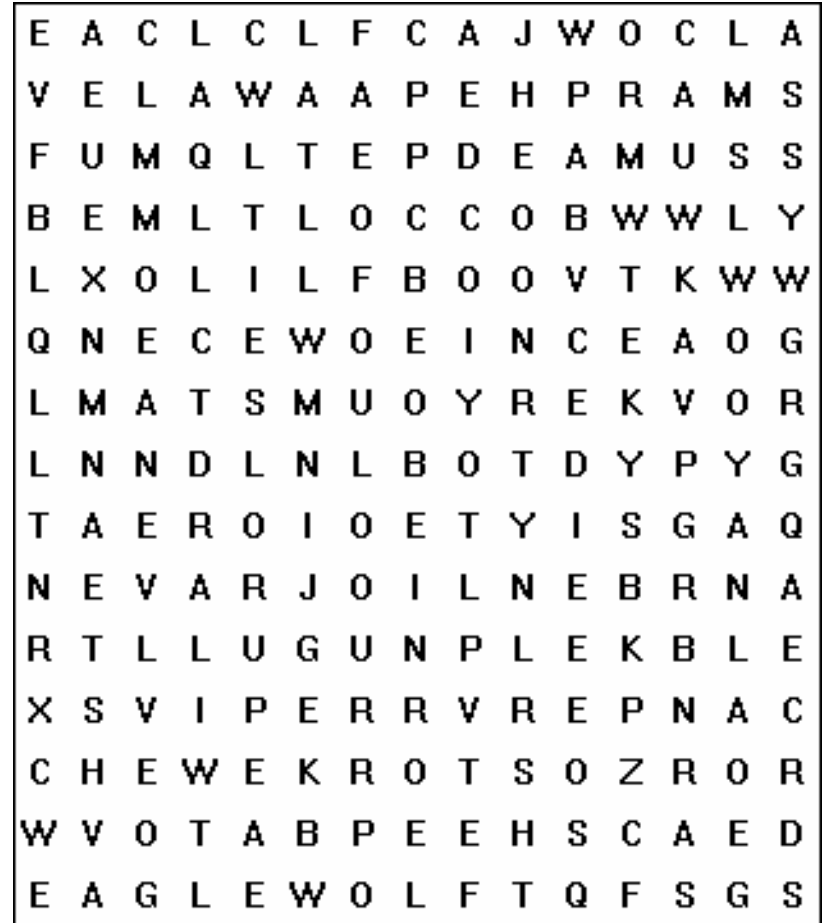 E A C L C L F C A J W O C L A
V E L A W A A P E H P R A M S
F U M Q L T E P D E A M U S S
B E M L T L O C C O B W W L Y
L X O L I L F B O O V T K W W
Q N E C E W O E I N C E A O G
L M A T S M U O Y R E K V O R
L N N D L N L B O T D Y P Y G
T A E R O I O E T Y I S G A Q
N E V A R J O I L N E B R N A
R T L L U G U N P L E K B L E
X S V I P E R R V R E P N A C
C H E W E K R O T S O Z R O R
W V O T A B P E E H S C A E D
E A G L E W O L F T Q F S G S